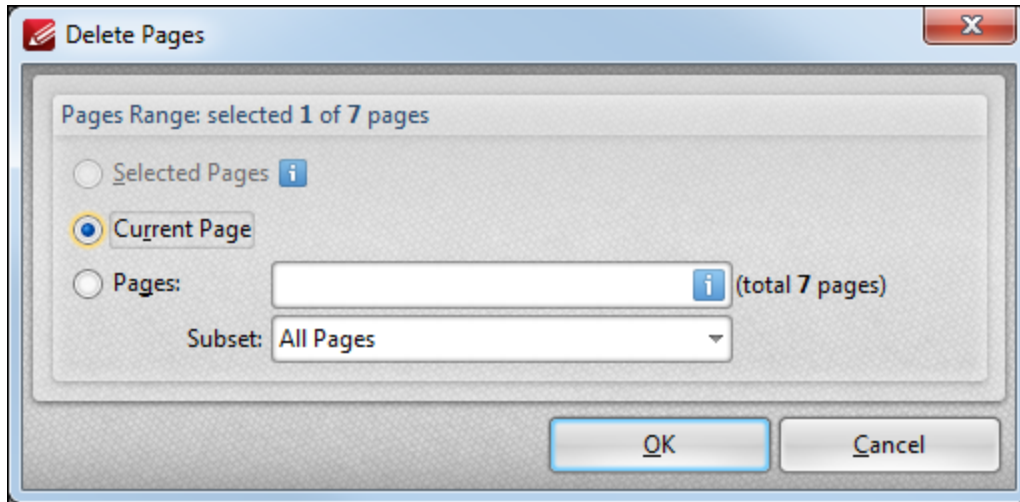 Delete Pages
Pages Range: selected 1 of 7 pages
Selected Pages i
Current Page
Pages: i (total 7 pages)
Subset: All Pages
OK Cancel